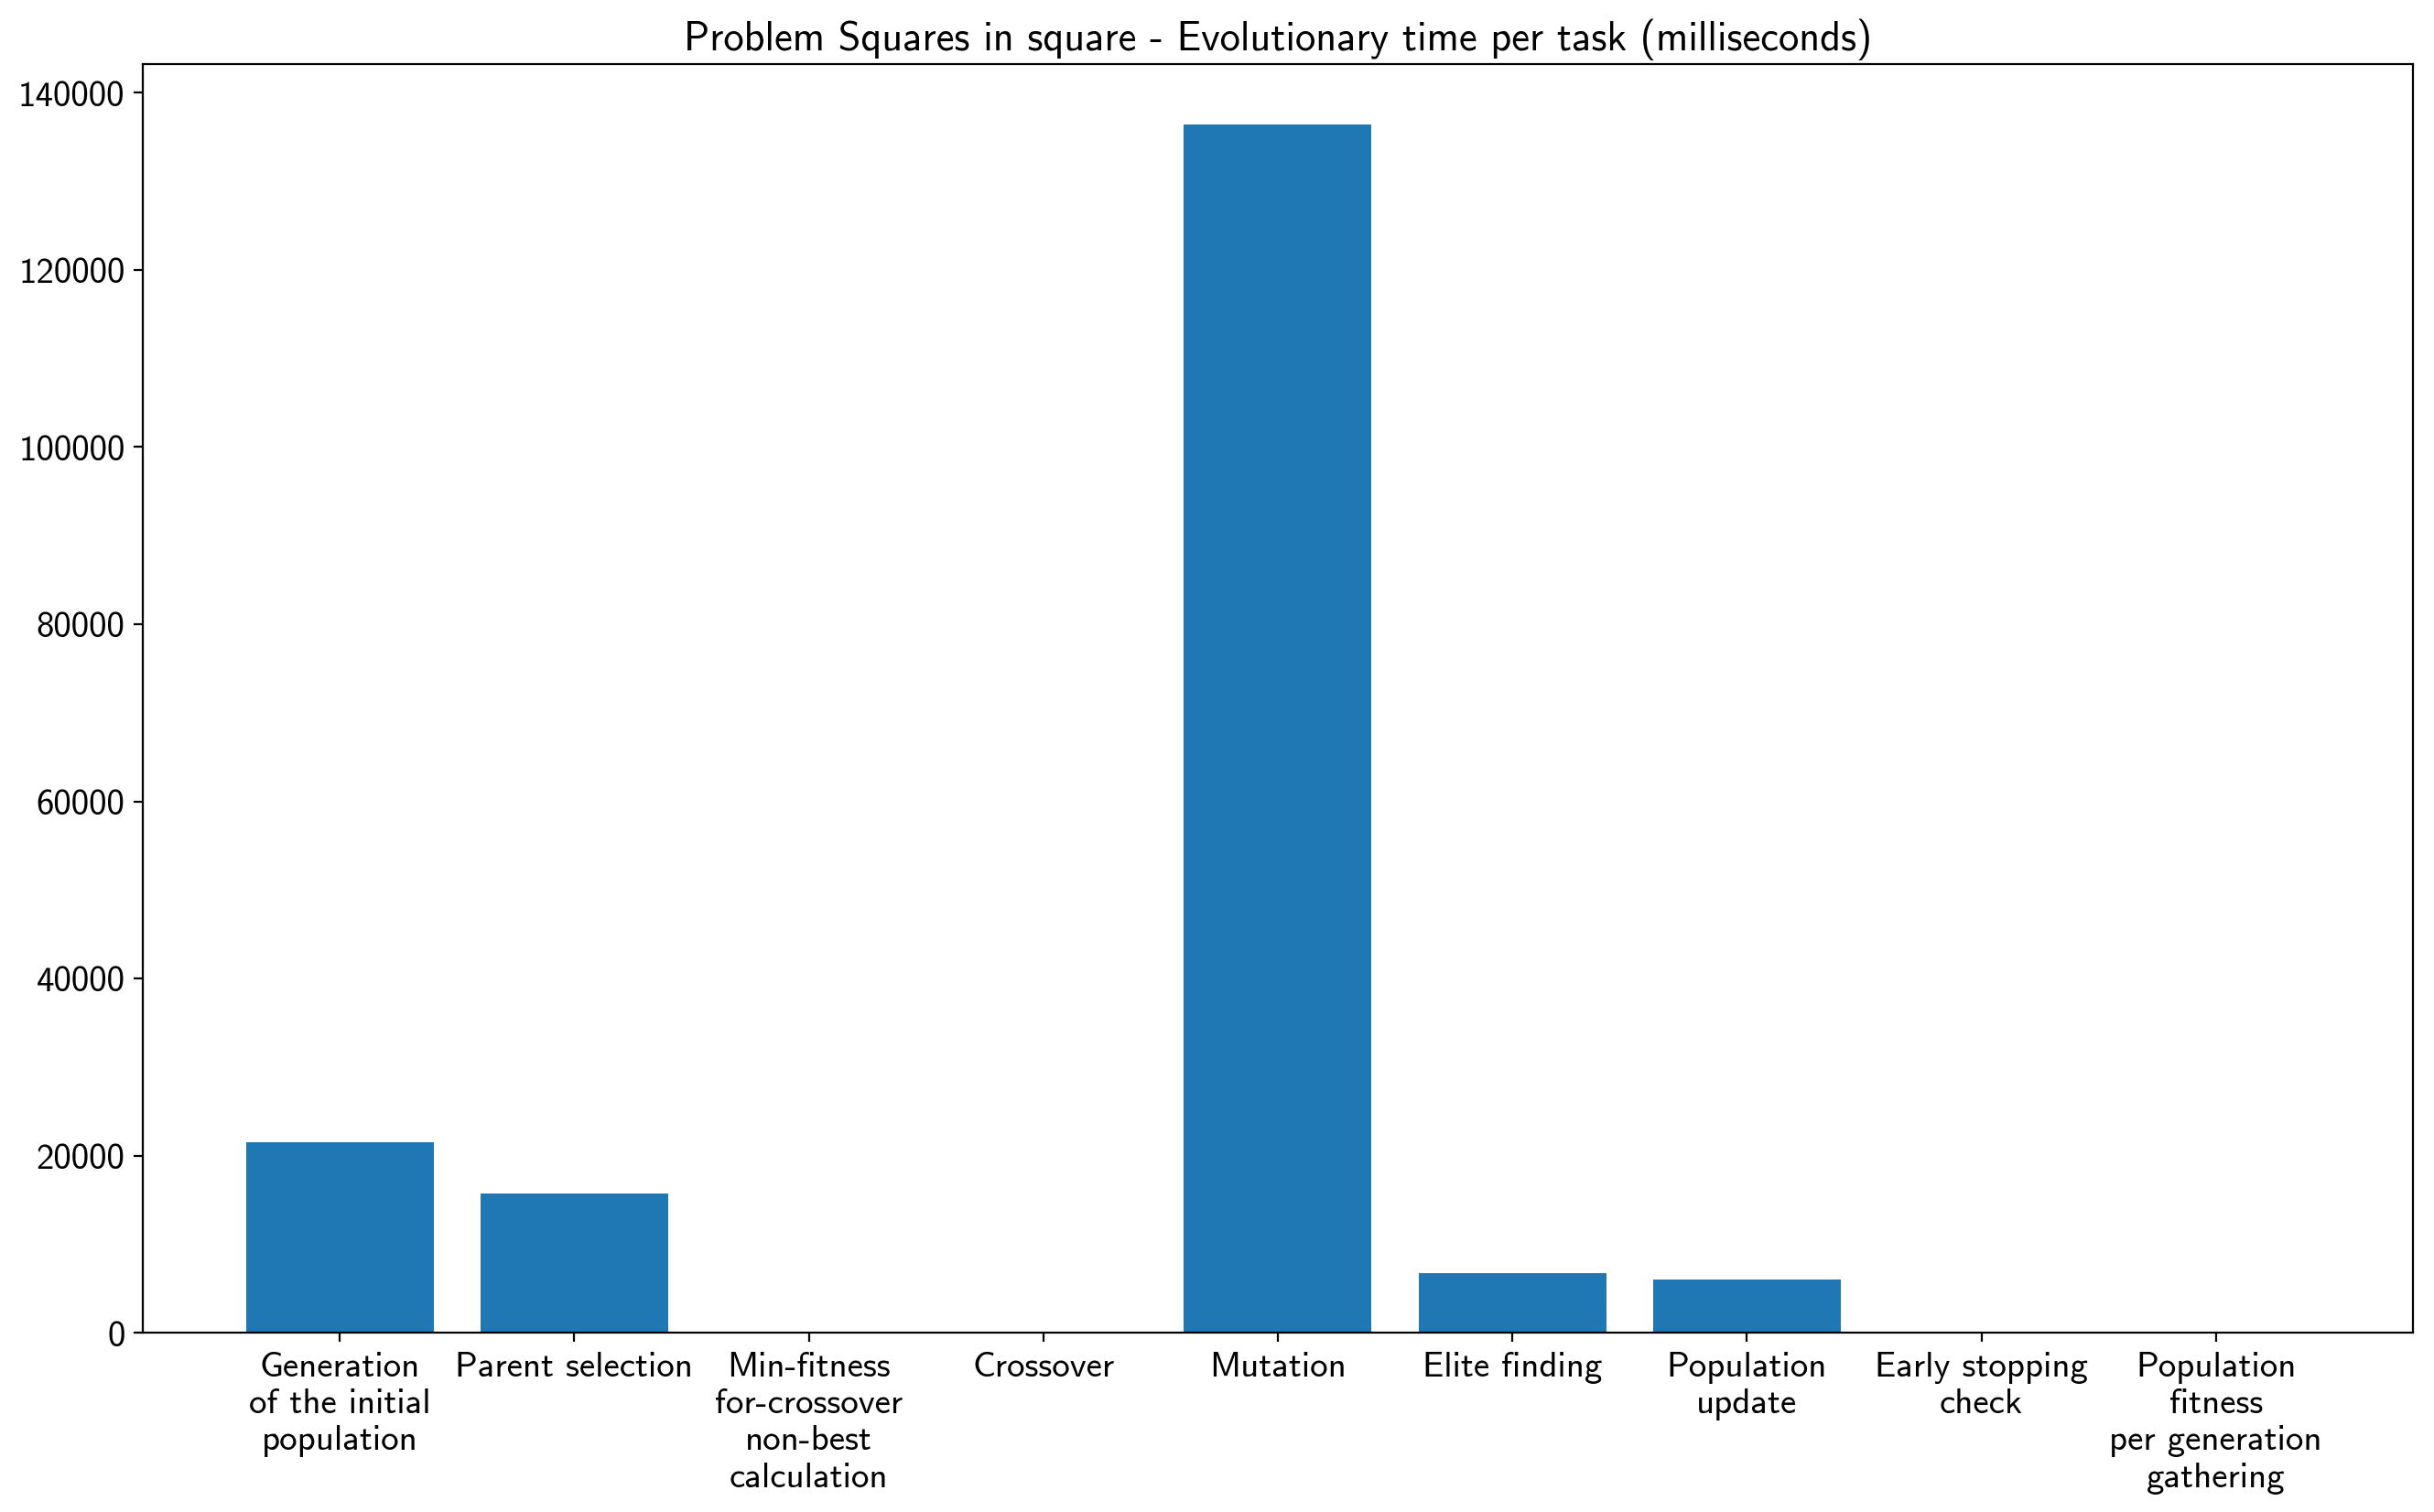 Problem Squares in square - Evolutionary time per task (milliseconds)
140000
120000
100000
80000
60000
40000
20000
0
Generation
of the initial
population
Parent selection
Min-fitness
for-crossover
non-best
calculation
Crossover
Mutation
Elite finding
Population
update
Early stopping
check
Population
fitness
per generation
gathering